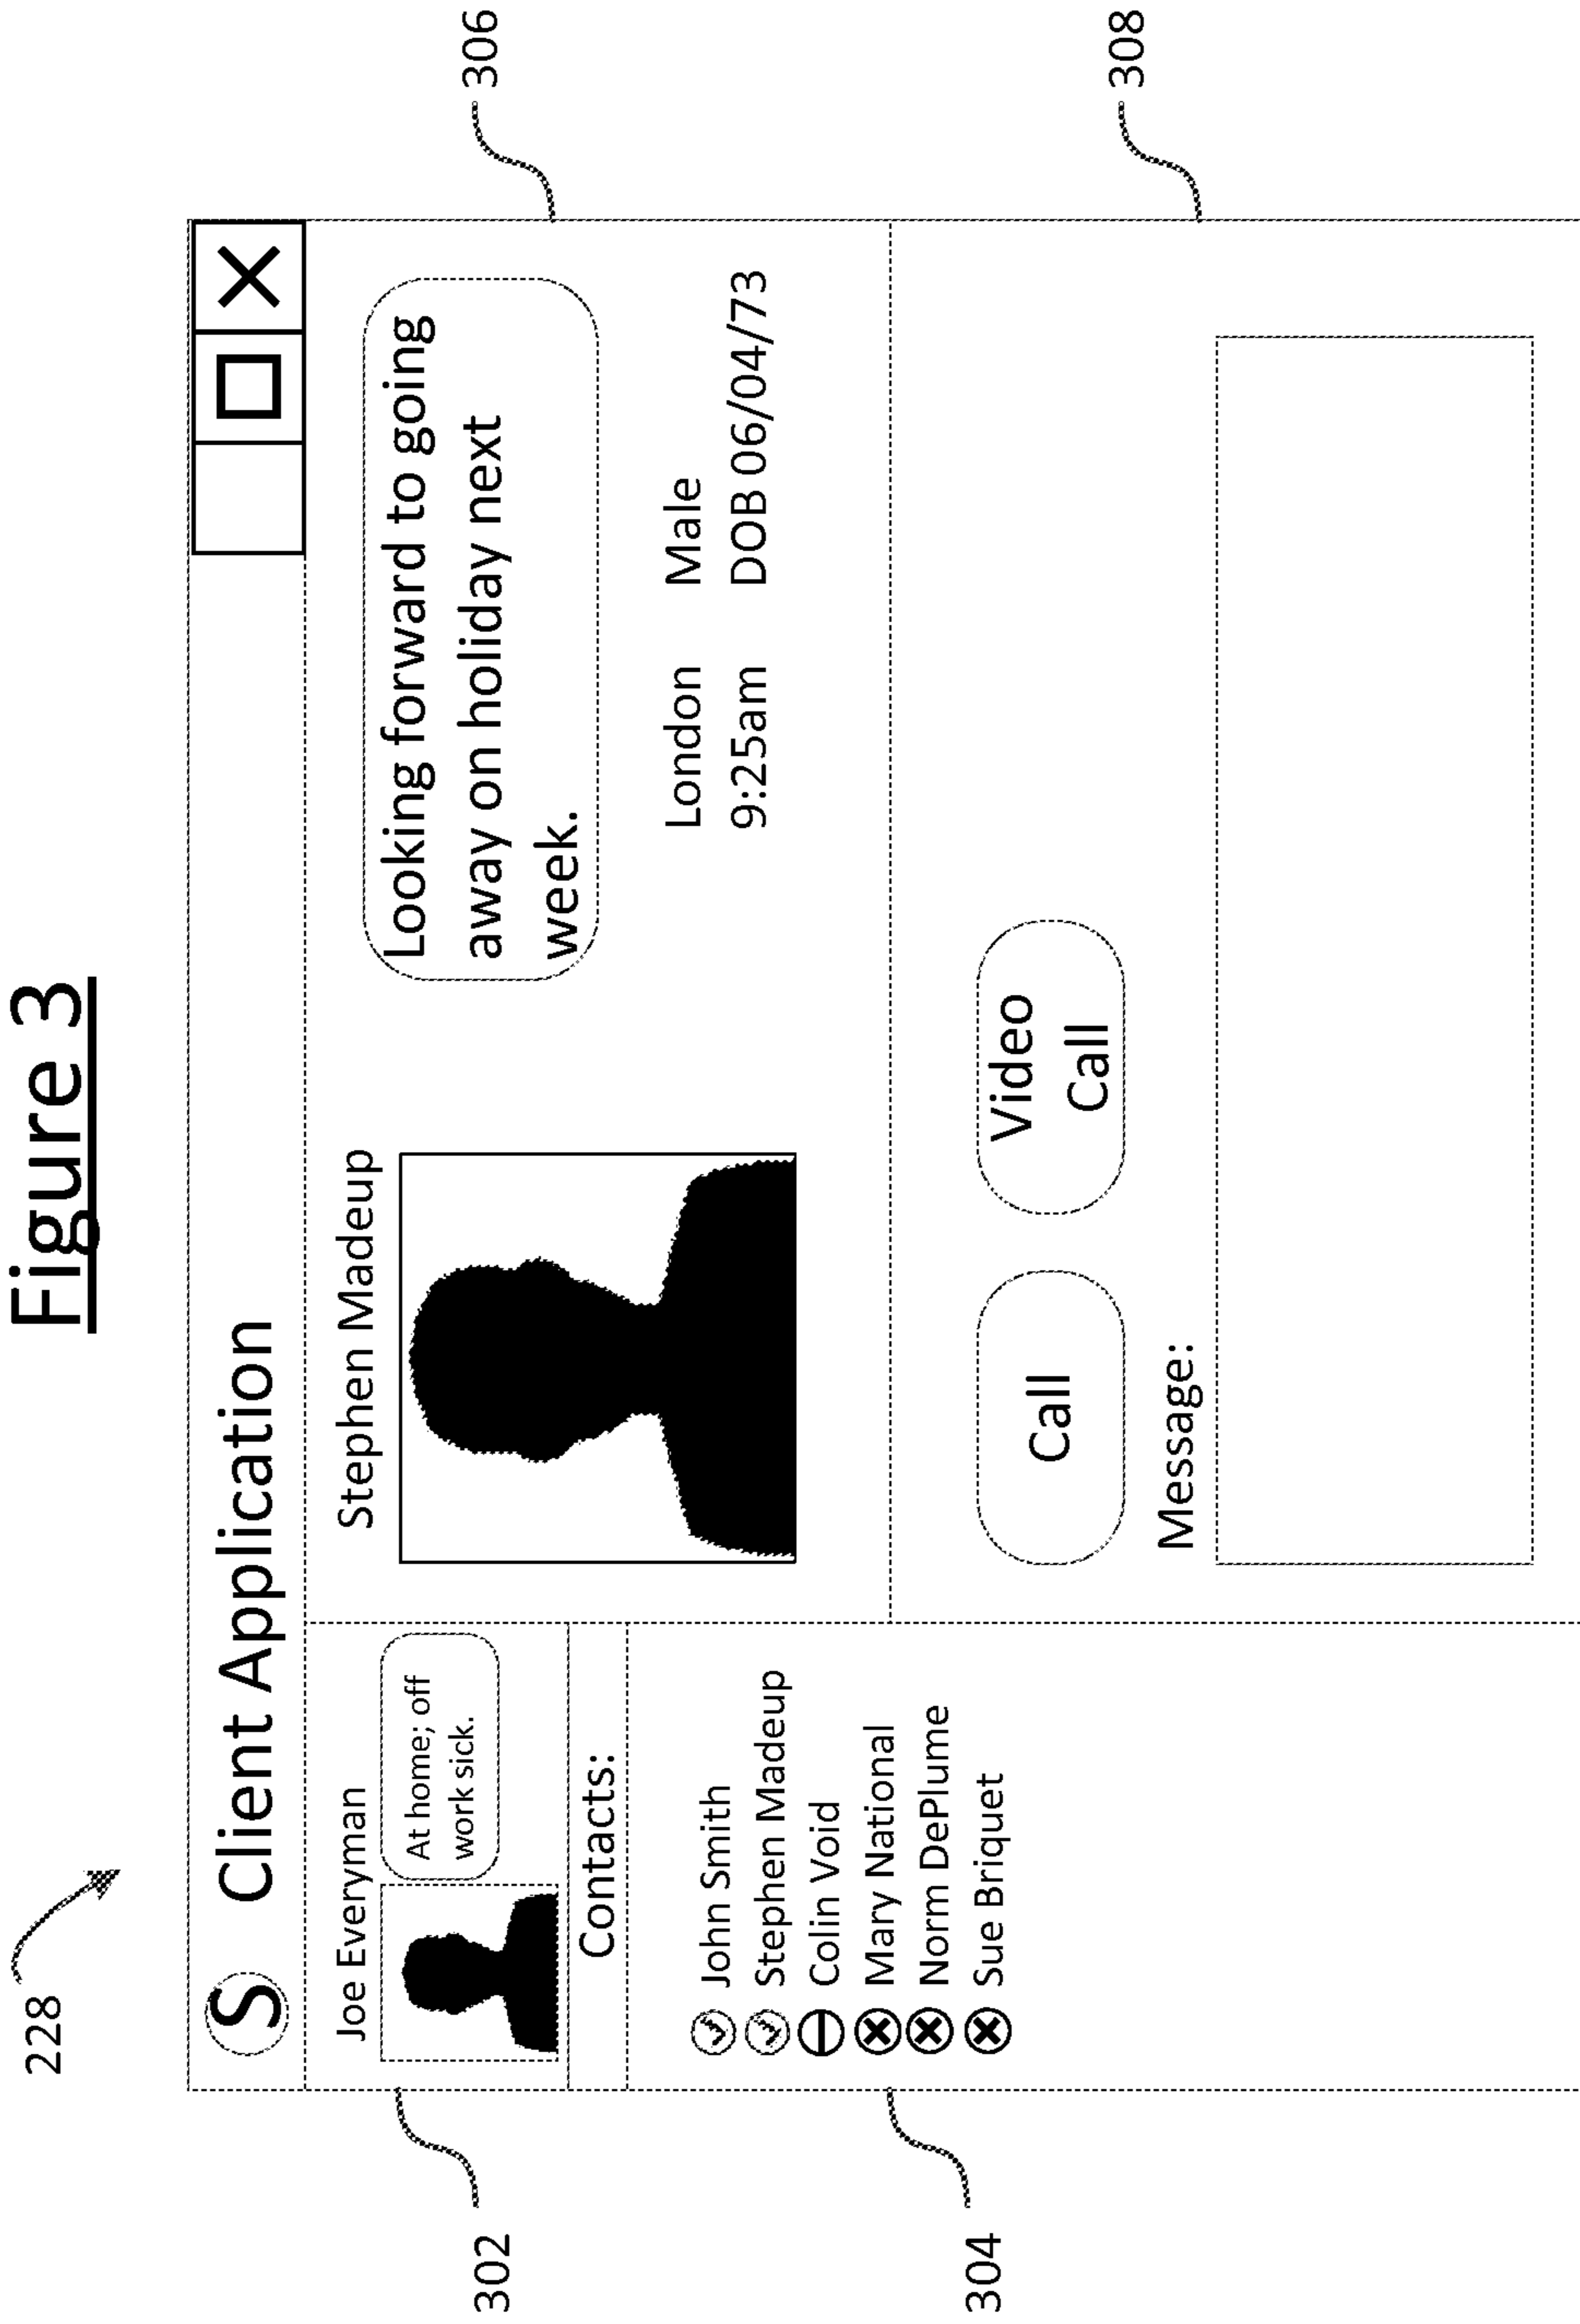 Figure 3
228
S Client Application
Joe Everyman
At home; off
work sick.
302
Contacts:
John Smith
Stephen Madeup
Colin Void
Mary National
Norm DePlume
Sue Briquet
304
Stephen Madeup
Looking forward to going
away on holiday next
week.
London Male
9:25am DOB 06/04/73
306
Call
Video
Call
Message:
308